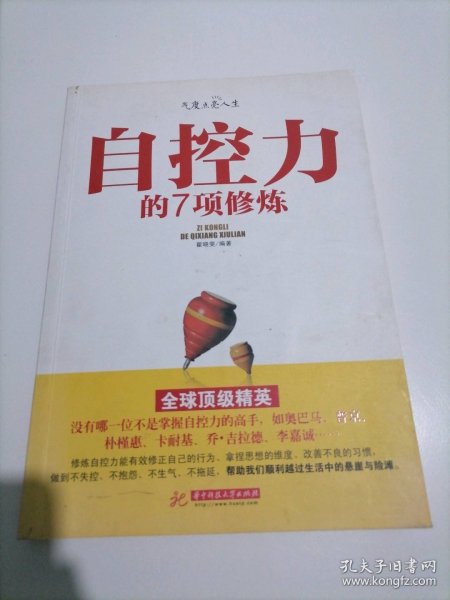 气度点亮人生
自控力
的7项修炼
ZI KONGLI
DE QIXIANG XIULIAN
翟晓斐/编著
全球顶级精英
没有哪一位不是掌握自控力的高手，如奥巴马、普京、
朴槿惠、卡耐基、乔·吉拉德、李嘉诚……
修炼自控力能有效修正自己的行为、拿捏思想的维度、改善不良的习惯，
做到不失控、不抱怨、不生气、不拖延，帮助我们顺利越过生活中的悬崖与险滩。
华中科技大学出版社
http://www.hustp.com
孔夫子旧书网
www.kongfz.com